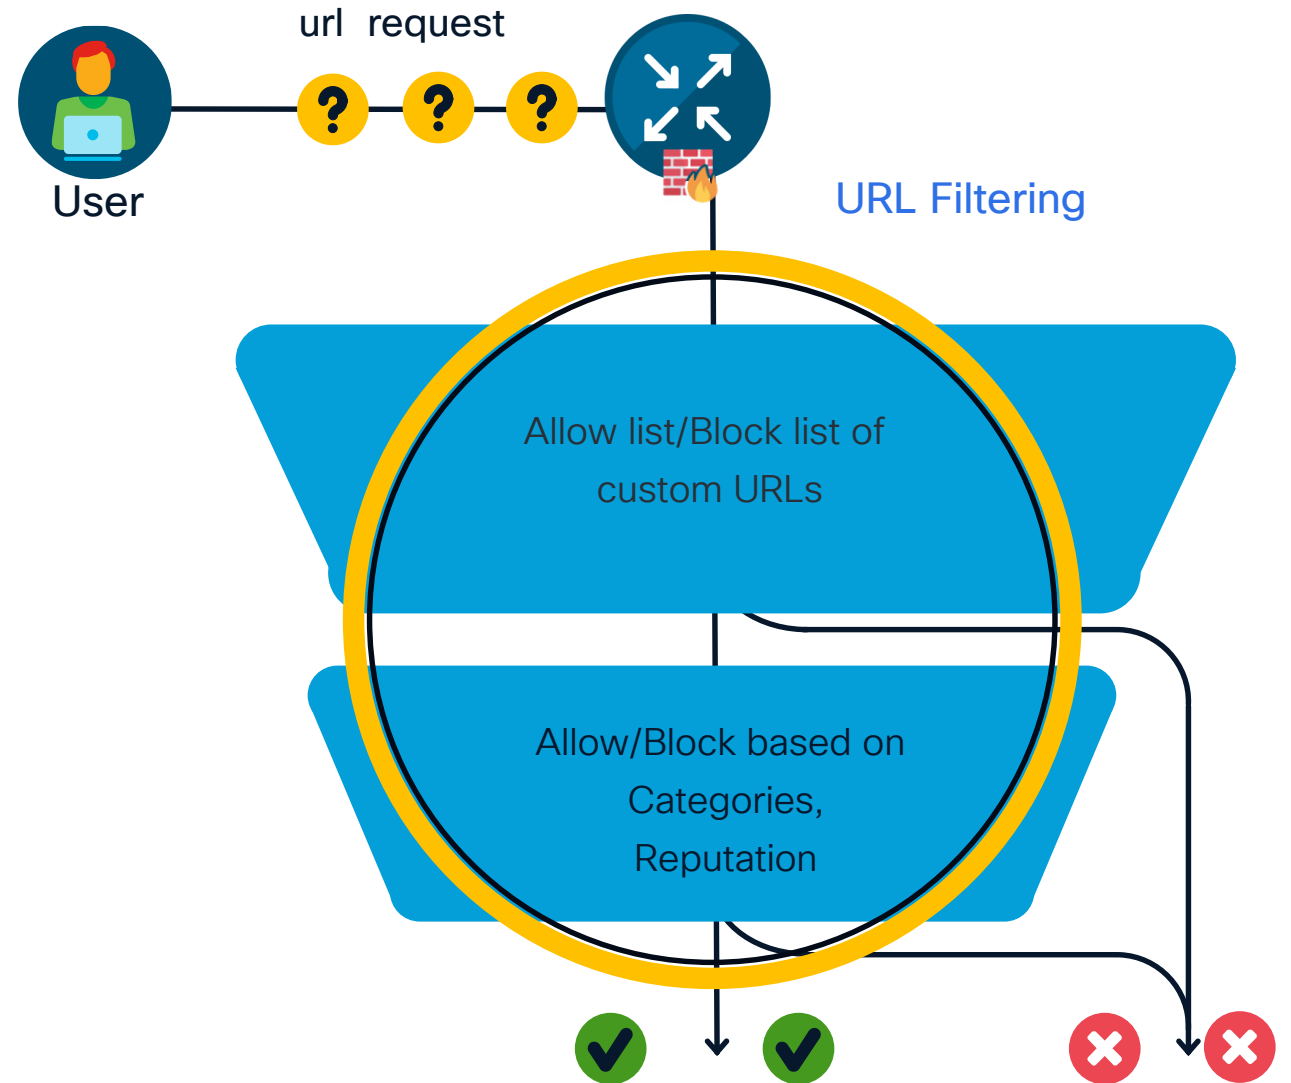 url request
User
URL Filtering
Allow list/Block list of
custom URLs
Allow/Block based on
Categories,
Reputation